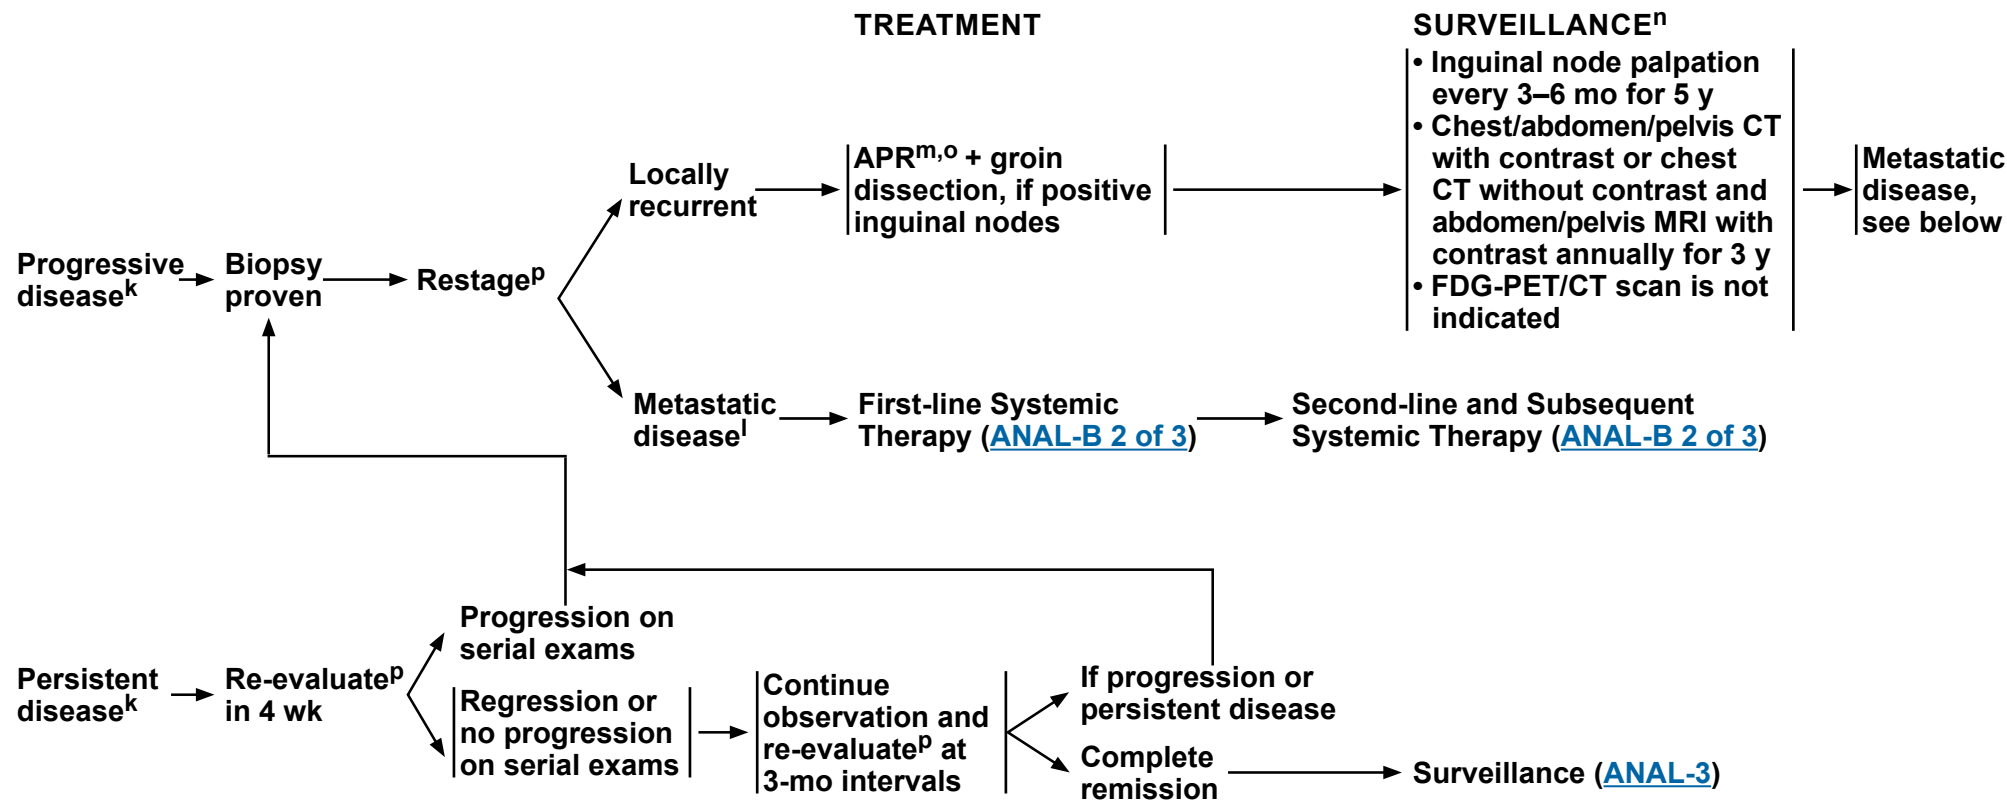 TREATMENT
SURVEILLANCEⁿ
Progressive
diseaseᵏ
Biopsy
proven
Restageᵖ
Locally
recurrent
APRᵐ,ᵒ + groin
dissection, if positive
inguinal nodes
• Inguinal node palpation
every 3–6 mo for 5 y
• Chest/abdomen/pelvis CT
with contrast or chest
CT without contrast and
abdomen/pelvis MRI with
contrast annually for 3 y
• FDG-PET/CT scan is not
indicated
Metastatic
disease,
see below
Metastatic
diseaseˡ
First-line Systemic
Therapy (ANAL-B 2 of 3)
Second-line and Subsequent
Systemic Therapy (ANAL-B 2 of 3)
Persistent
diseaseᵏ
Re-evaluateᵖ
in 4 wk
Progression on
serial exams
Regression or
no progression
on serial exams
Continue
observation and
re-evaluateᵖ at
3-mo intervals
If progression or
persistent disease
Complete
remission
Surveillance (ANAL-3)